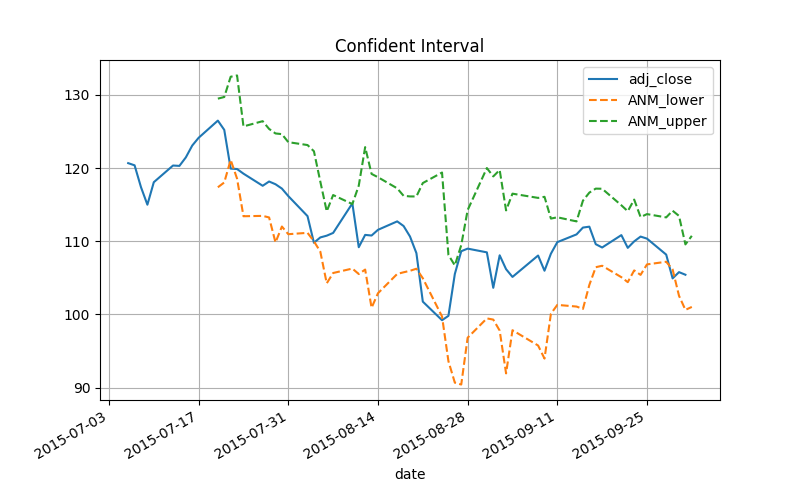 Confident Interval
adj_close
ANM_lower
ANM_upper
130
120
110
100
90
2015-07-03
2015-07-17
2015-07-31
2015-08-14
2015-08-28
2015-09-11
2015-09-25
date